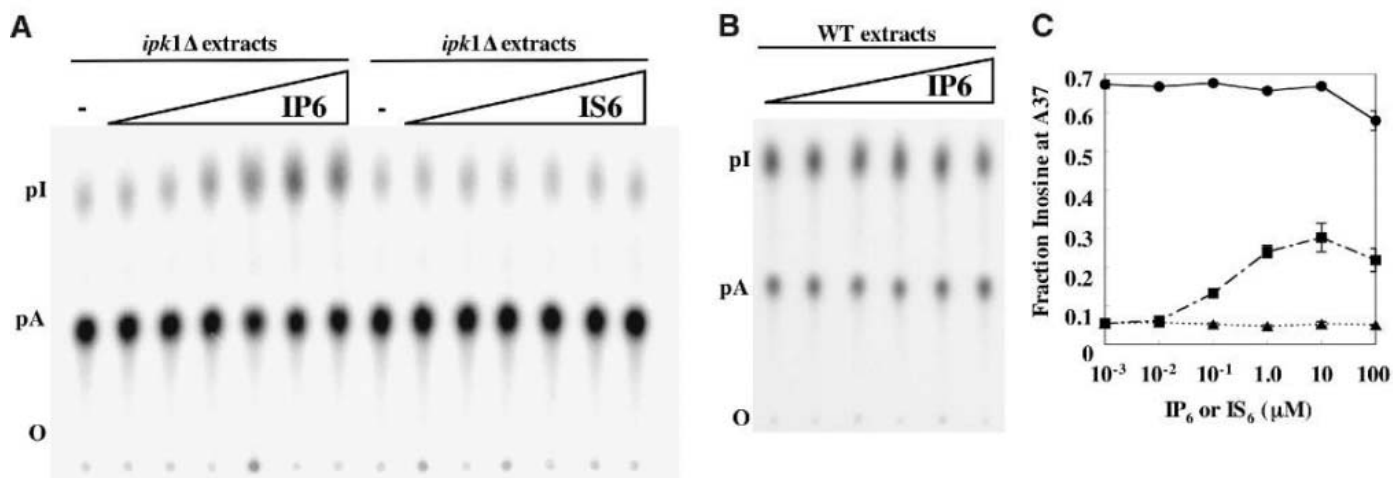 A
ipk1Δ extracts
ipk1Δ extracts
-
IP6
-
IS6
pI
pA
O
B
WT extracts
IP6
pI
pA
O
C
Fraction Inosine at A37
0.7
0.6
0.5
0.4
0.3
0.2
0.1
0
10⁻³ 10⁻² 10⁻¹ 1.0 10 100
IP₆ or IS₆ (μM)